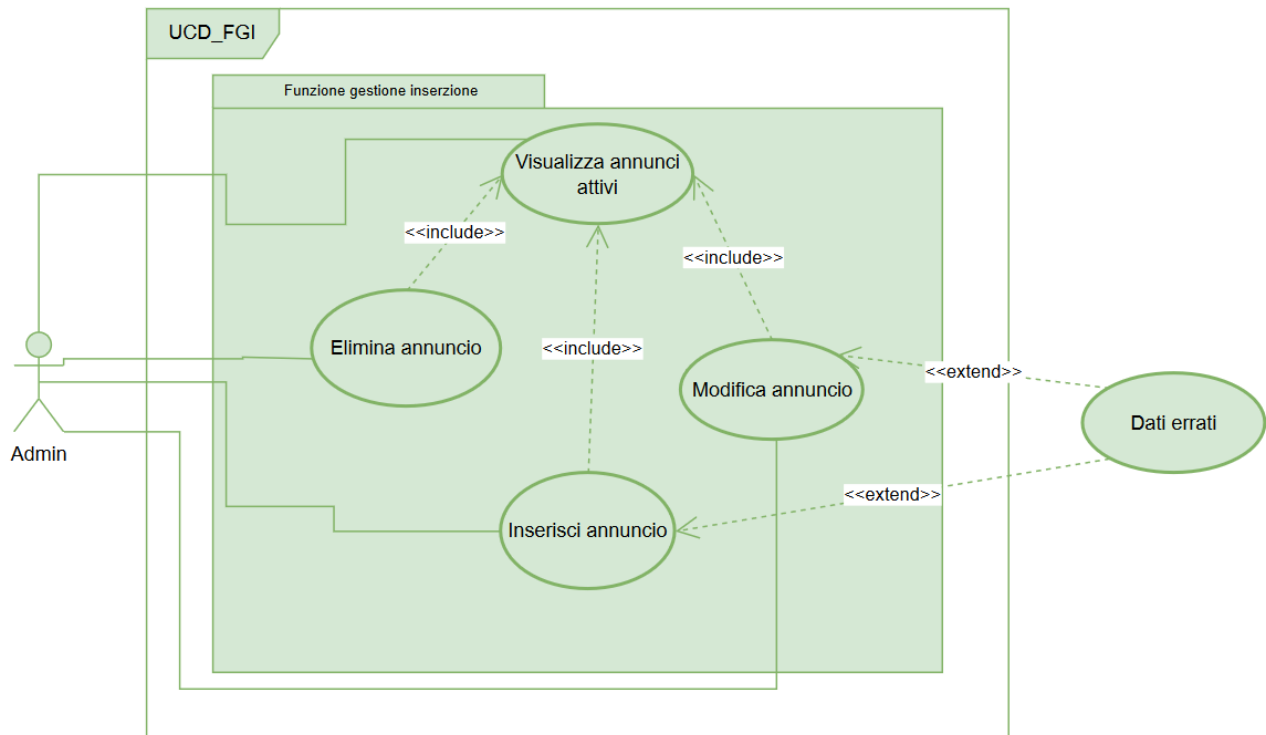 UCD_FGI
Funzione gestione inserzione
Visualizza annunci
attivi
<<include>>
<<include>>
Elimina annuncio
<<include>>
<<extend>>
Modifica annuncio
Dati errati
Admin
<<extend>>
Inserisci annuncio